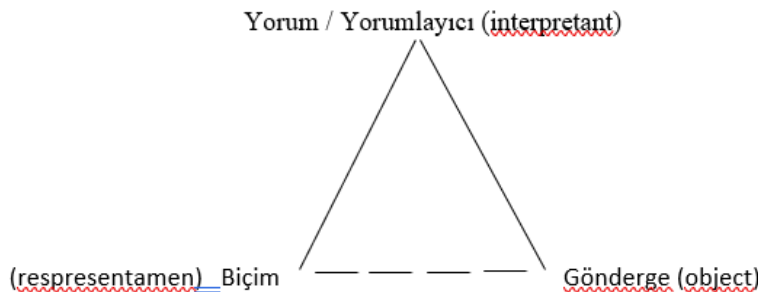 Yorum / Yorumlayıcı (interpretant)
(respresentamen) Biçim
Gönderge (object)